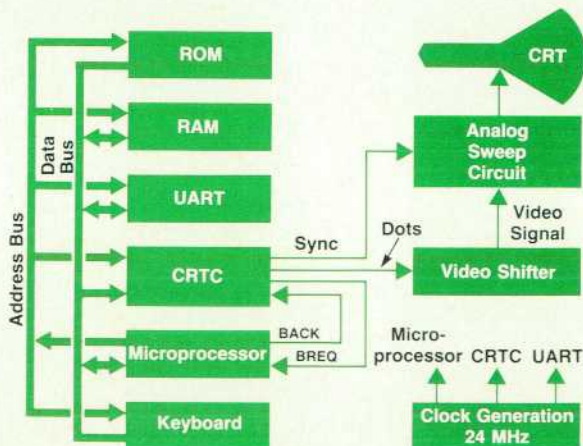 ROM
CRT
RAM
Analog
Sweep
Circuit
Data
Bus
Address Bus
UART
Sync
Dots
Video
Signal
CRTC
Video Shifter
BACK
Micro-
processor CRTC UART
Microprocessor
BREQ
Keyboard
Clock Generation
24 MHz